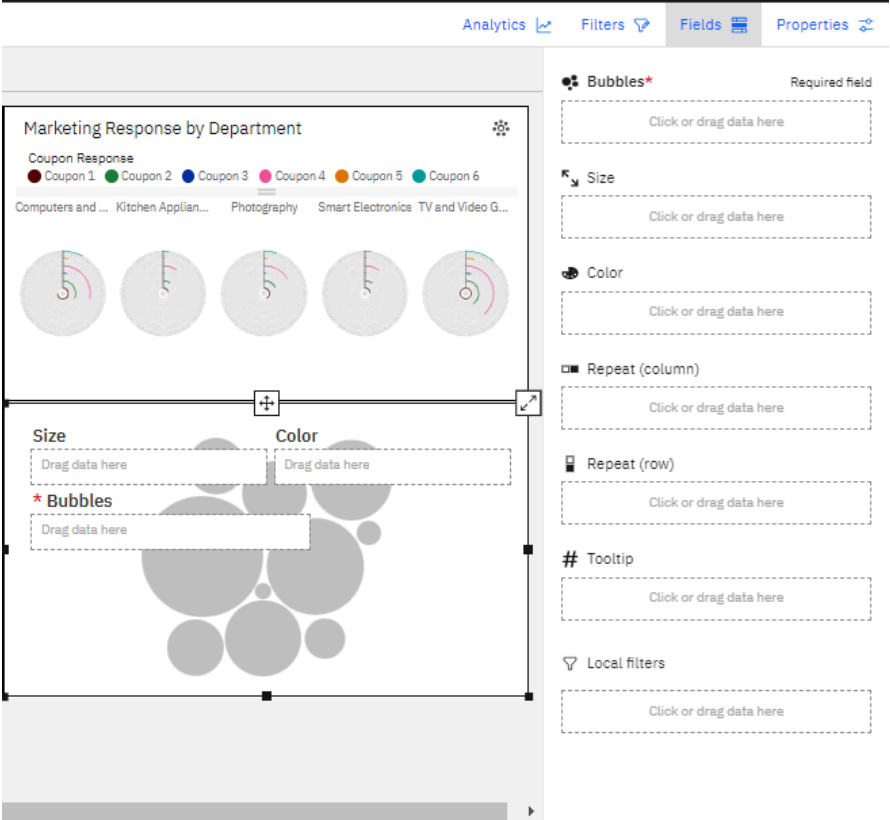 Analytics Filters Fields Properties
Marketing Response by Department
Coupon Response
Coupon 1 Coupon 2 Coupon 3 Coupon 4 Coupon 5 Coupon 6
Computers and ... Kitchen Applian... Photography Smart Electronics TV and Video G...
Size Color
Drag data here Drag data here
* Bubbles
Drag data here
Bubbles* Required field
Click or drag data here
Size
Click or drag data here
Color
Click or drag data here
Repeat (column)
Click or drag data here
Repeat (row)
Click or drag data here
# Tooltip
Click or drag data here
Local filters
Click or drag data here